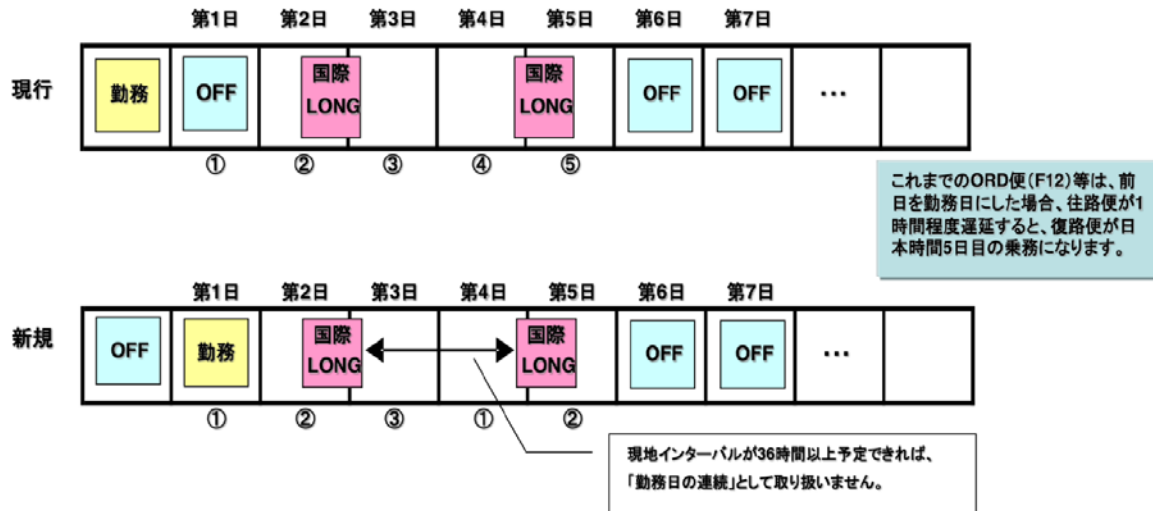 第1日 第2日 第3日 第4日 第5日 第6日 第7日
現行
勤務 OFF 国際 LONG 国際 LONG OFF OFF …
① ② ③ ④ ⑤
これまでのORD便(F12)等は、前
日を勤務日にした場合、往路便が1
時間程度遅延すると、復路便が日
本時間5日目の乗務になります。
第1日 第2日 第3日 第4日 第5日 第6日 第7日
新規
OFF 勤務 国際 LONG 国際 LONG OFF OFF …
① ② ③ ① ②
現地インターバルが36時間以上予定できれば、
「勤務日の連続」として取り扱いません。